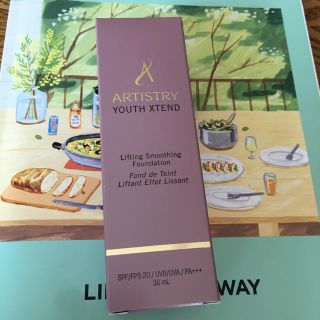 ARTISTRY
YOUTH XTEND
Lifting Smoothing
Foundation
Fond de Teint
Liftant Effet Lissant
SPF/FPS 20 / UVB/UVA / PA+++
30 mL
LI WAY